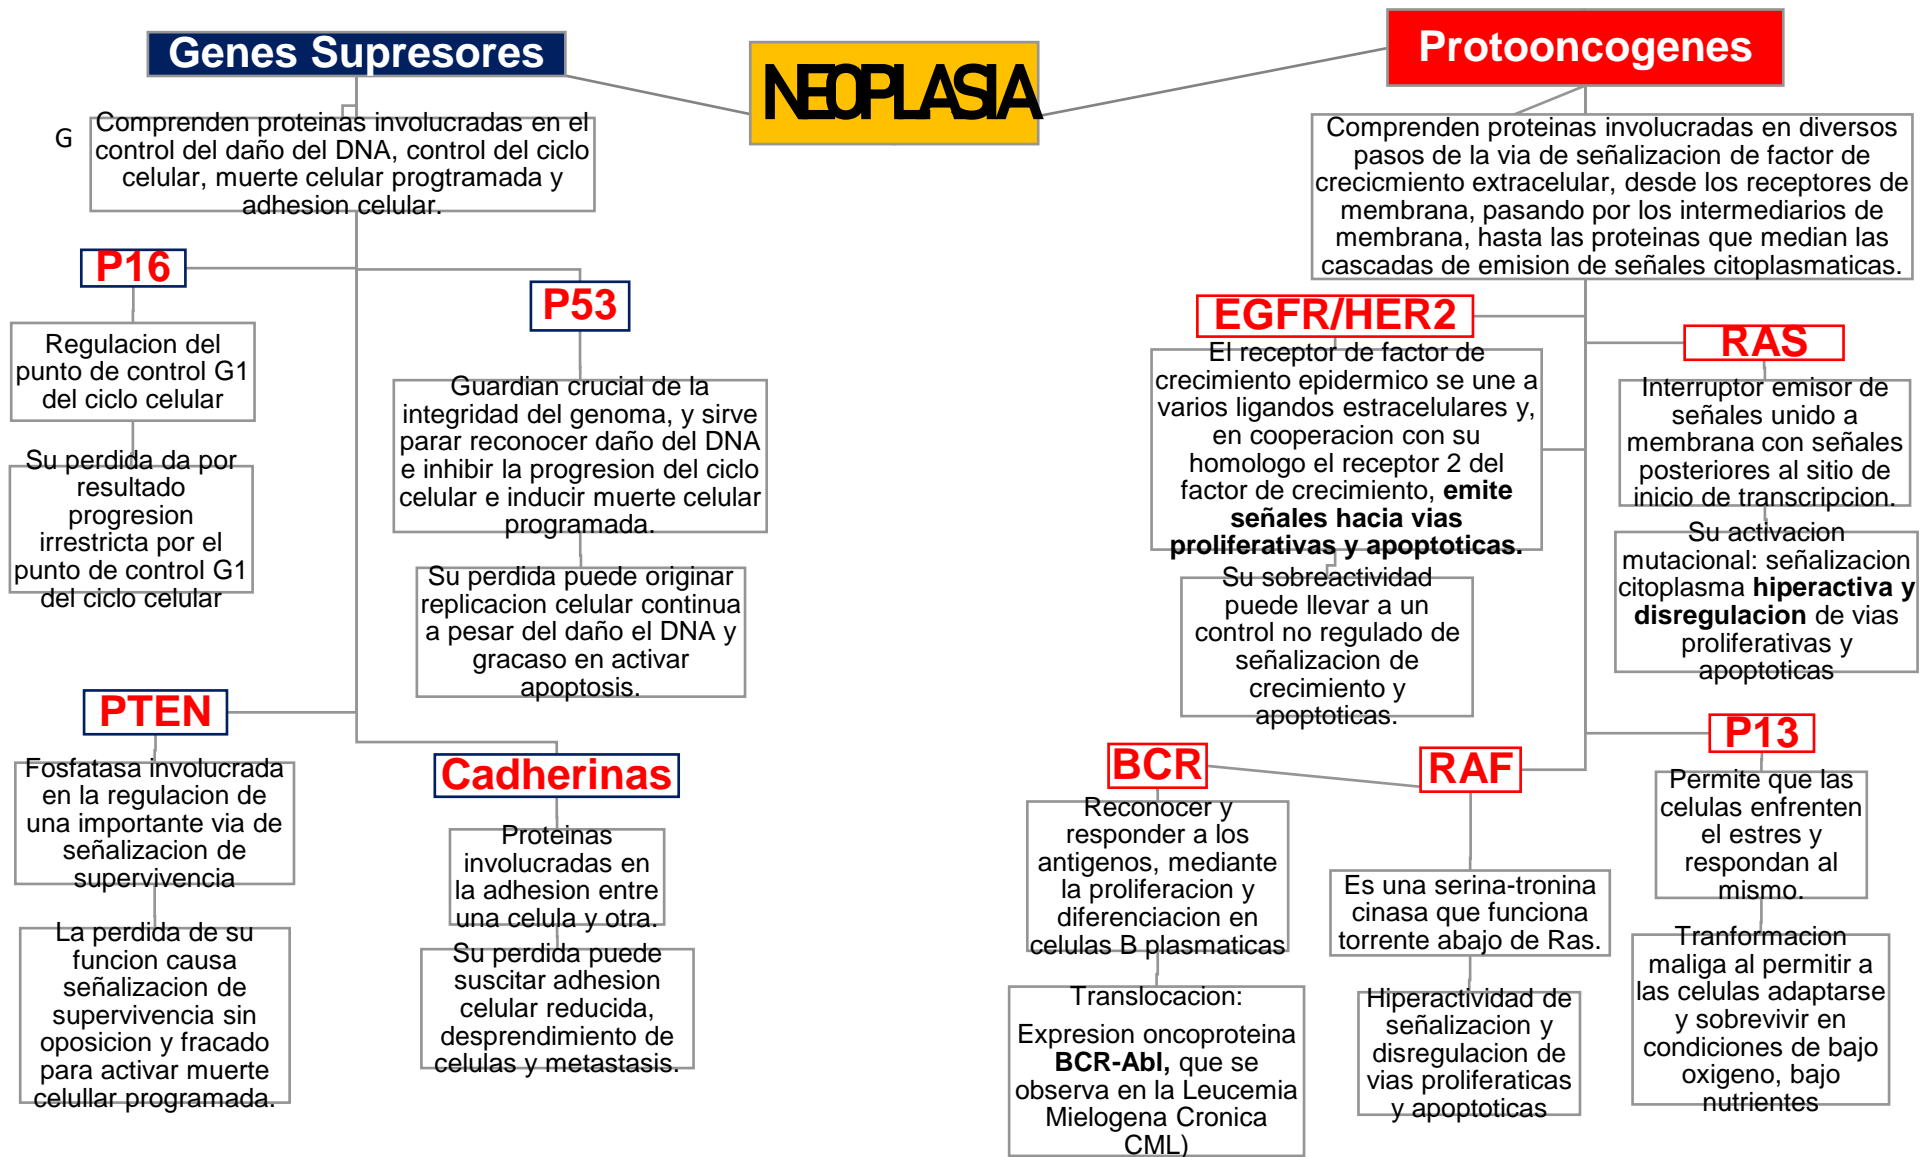 Genes Supresores
NEOPLASIA
Protooncogenes
G
Comprenden proteinas involucradas en el
control del daño del DNA, control del ciclo
celular, muerte celular progtramada y
adhesion celular.
Comprenden proteinas involucradas en diversos
pasos de la via de señalizacion de factor de
crecicmiento extracelular, desde los receptores de
membrana, pasando por los intermediarios de
membrana, hasta las proteinas que median las
cascadas de emision de señales citoplasmaticas.
P16
Regulacion del
punto de control G1
del ciclo celular
Su perdida da por
resultado
progresion
irrestricta por el
punto de control G1
del ciclo celular
P53
Guardian crucial de la
integridad del genoma, y sirve
parar reconocer daño del DNA
e inhibir la progresion del ciclo
celular e inducir muerte celular
programada.
Su perdida puede originar
replicacion celular continua
a pesar del daño el DNA y
gracaso en activar
apoptosis.
PTEN
Fosfatasa involucrada
en la regulacion de
una importante via de
señalizacion de
supervivencia
La perdida de su
funcion causa
señalizacion de
supervivencia sin
oposicion y fracado
para activar muerte
celullar programada.
Cadherinas
Proteinas
involucradas en
la adhesion entre
una celula y otra.
Su perdida puede
suscitar adhesion
celular reducida,
desprendimiento de
celulas y metastasis.
EGFR/HER2
El receptor de factor de
crecimiento epidermico se une a
varios ligandos estracelulares y,
en cooperacion con su
homologo el receptor 2 del
factor de crecimiento, emite
señales hacia vias
proliferativas y apoptoticas.
Su sobreactividad
puede llevar a un
control no regulado de
señalizacion de
crecimiento y
apoptoticas.
RAS
Interruptor emisor de
señales unido a
membrana con señales
posteriores al sitio de
inicio de transcripcion.
Su activacion
mutacional: señalizacion
citoplasma hiperactiva y
disregulacion de vias
proliferativas y
apoptoticas
BCR
Reconocer y
responder a los
antigenos, mediante
la proliferacion y
diferenciacion en
celulas B plasmaticas
Translocacion:
Expresion oncoproteina
BCR-Abl, que se
observa en la Leucemia
Mielogena Cronica
CML)
RAF
Es una serina-tronina
cinasa que funciona
torrente abajo de Ras.
Hiperactividad de
señalizacion y
disregulacion de
vias proliferaticas
y apoptoticas
P13
Permite que las
celulas enfrenten
el estres y
respondan al
mismo.
Tranformacion
maliga al permitir a
las celulas adaptarse
y sobrevivir en
condiciones de bajo
oxigeno, bajo
nutrientes